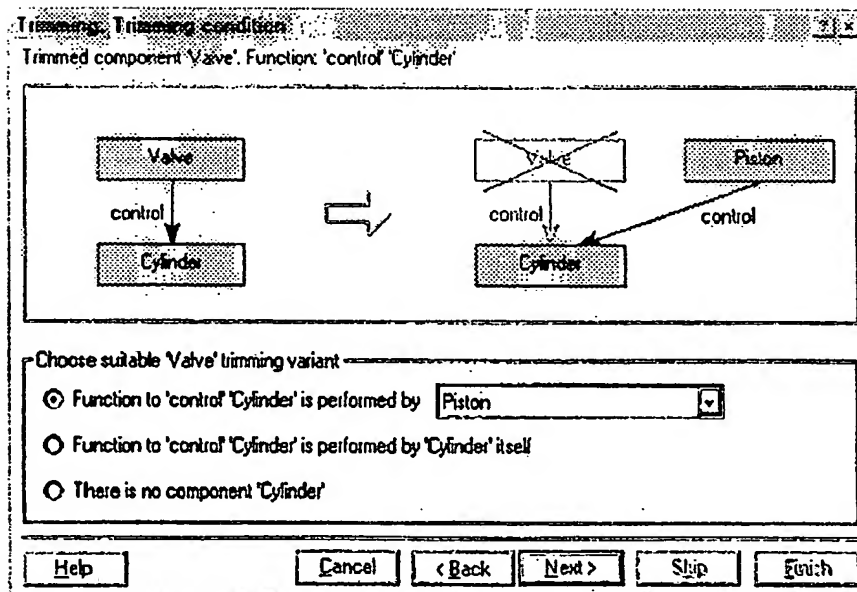 Trimming. Trimming condition
? ×
Trimmed component 'Valve'. Function: 'control' 'Cylinder'
Valve
Valve
Piston
control
control
control
Cylinder
Cylinder
Choose suitable 'Valve' trimming variant
Function to 'control' 'Cylinder' is performed by Piston
Function to 'control' 'Cylinder' is performed by 'Cylinder' itself
There is no component 'Cylinder'
Help Cancel < Back Next > Skip Finish